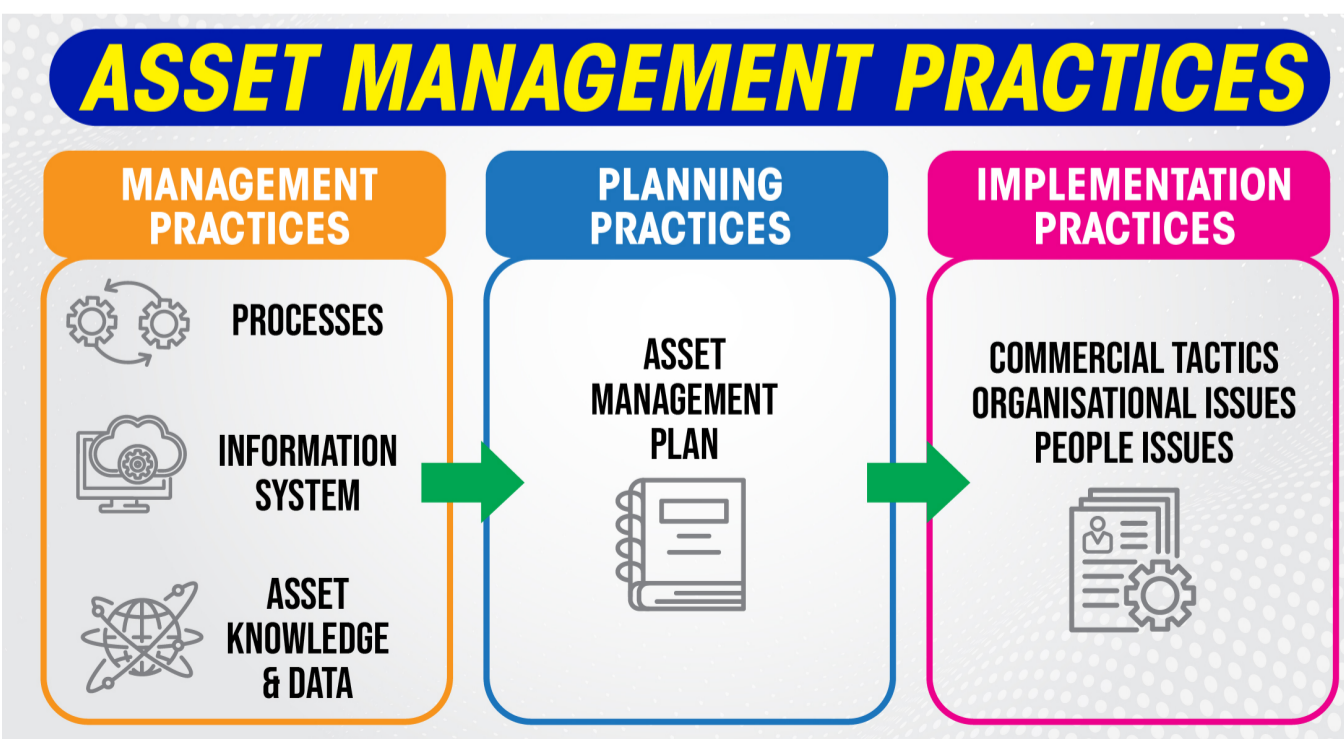 ASSET MANAGEMENT PRACTICES
MANAGEMENT
PRACTICES
PROCESSES
INFORMATION
SYSTEM
ASSET
KNOWLEDGE
& DATA
PLANNING
PRACTICES
ASSET
MANAGEMENT
PLAN
IMPLEMENTATION
PRACTICES
COMMERCIAL TACTICS
ORGANISATIONAL ISSUES
PEOPLE ISSUES